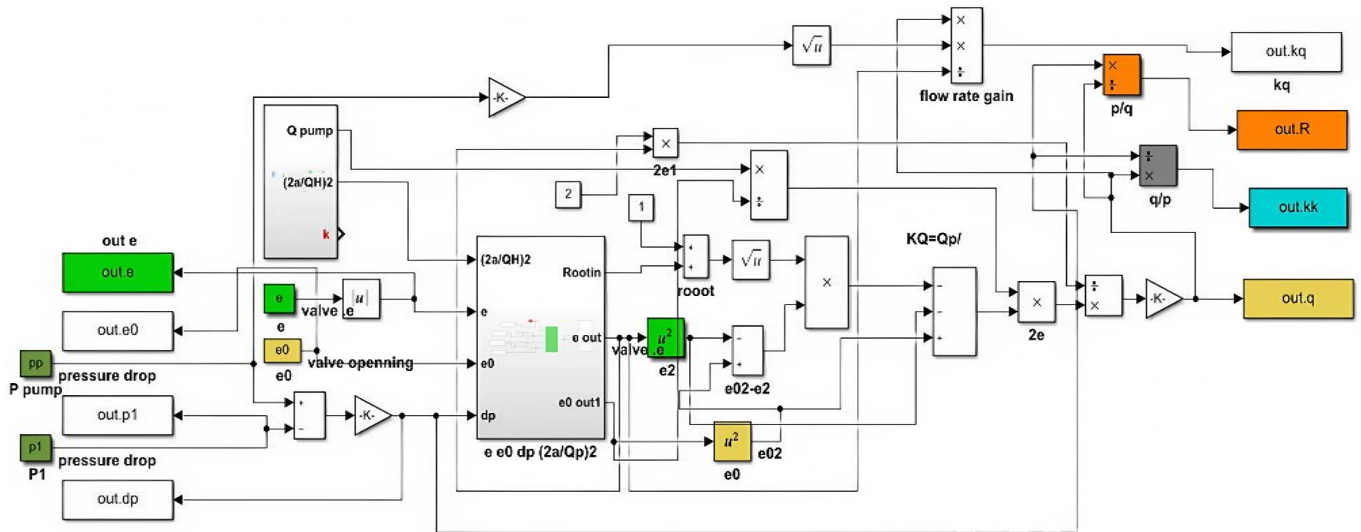 √u
×
×
÷
flow rate gain
out.kq
kq
-K-
×
÷
p/q
out.R
Q pump
(2a/QH)2
k
2
×
2e1
×
÷
1
÷
×
q/p
out.kk
out e
out.e
e
e
valve .e
|u|
out.e0
e0
e0
valve openning
(2a/QH)2
e
e0
dp
Rootin
e out
e0 out1
e e0 dp (2a/Qp)2
+
+
rooot
√u
×
KQ=Qp/
-
-
+
×
2e
÷
×
-K-
out.q
valve .e
u²
e2
-
+
e02-e2
u²
e02
e0
pp
P pump
pressure drop
out.p1
+
-
-K-
p1
P1
pressure drop
out.dp